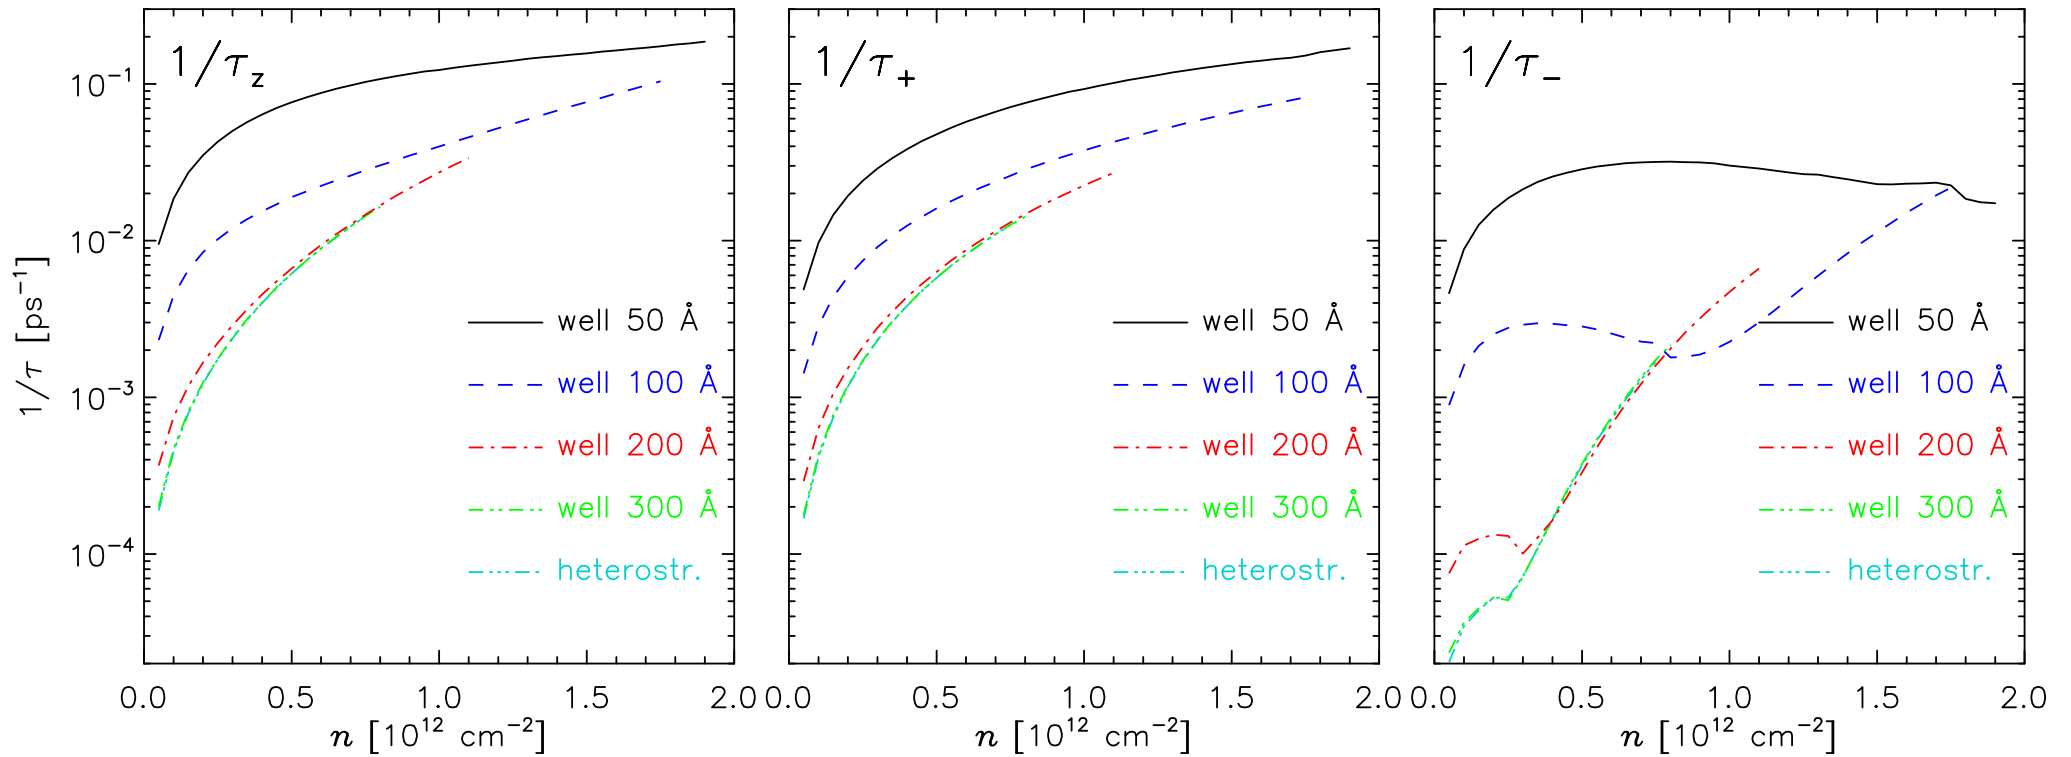 1/τz
1/τ+
1/τ−
10⁻¹
10⁻²
10⁻³
10⁻⁴
1/τ [ps⁻¹]
well 50 Å
well 100 Å
well 200 Å
well 300 Å
heterostr.
well 50 Å
well 100 Å
well 200 Å
well 300 Å
heterostr.
well 50 Å
well 100 Å
well 200 Å
well 300 Å
heterostr.
0.0 0.5 1.0 1.5 2.0
0.0 0.5 1.0 1.5 2.0
0.0 0.5 1.0 1.5 2.0
n [10¹² cm⁻²]
n [10¹² cm⁻²]
n [10¹² cm⁻²]